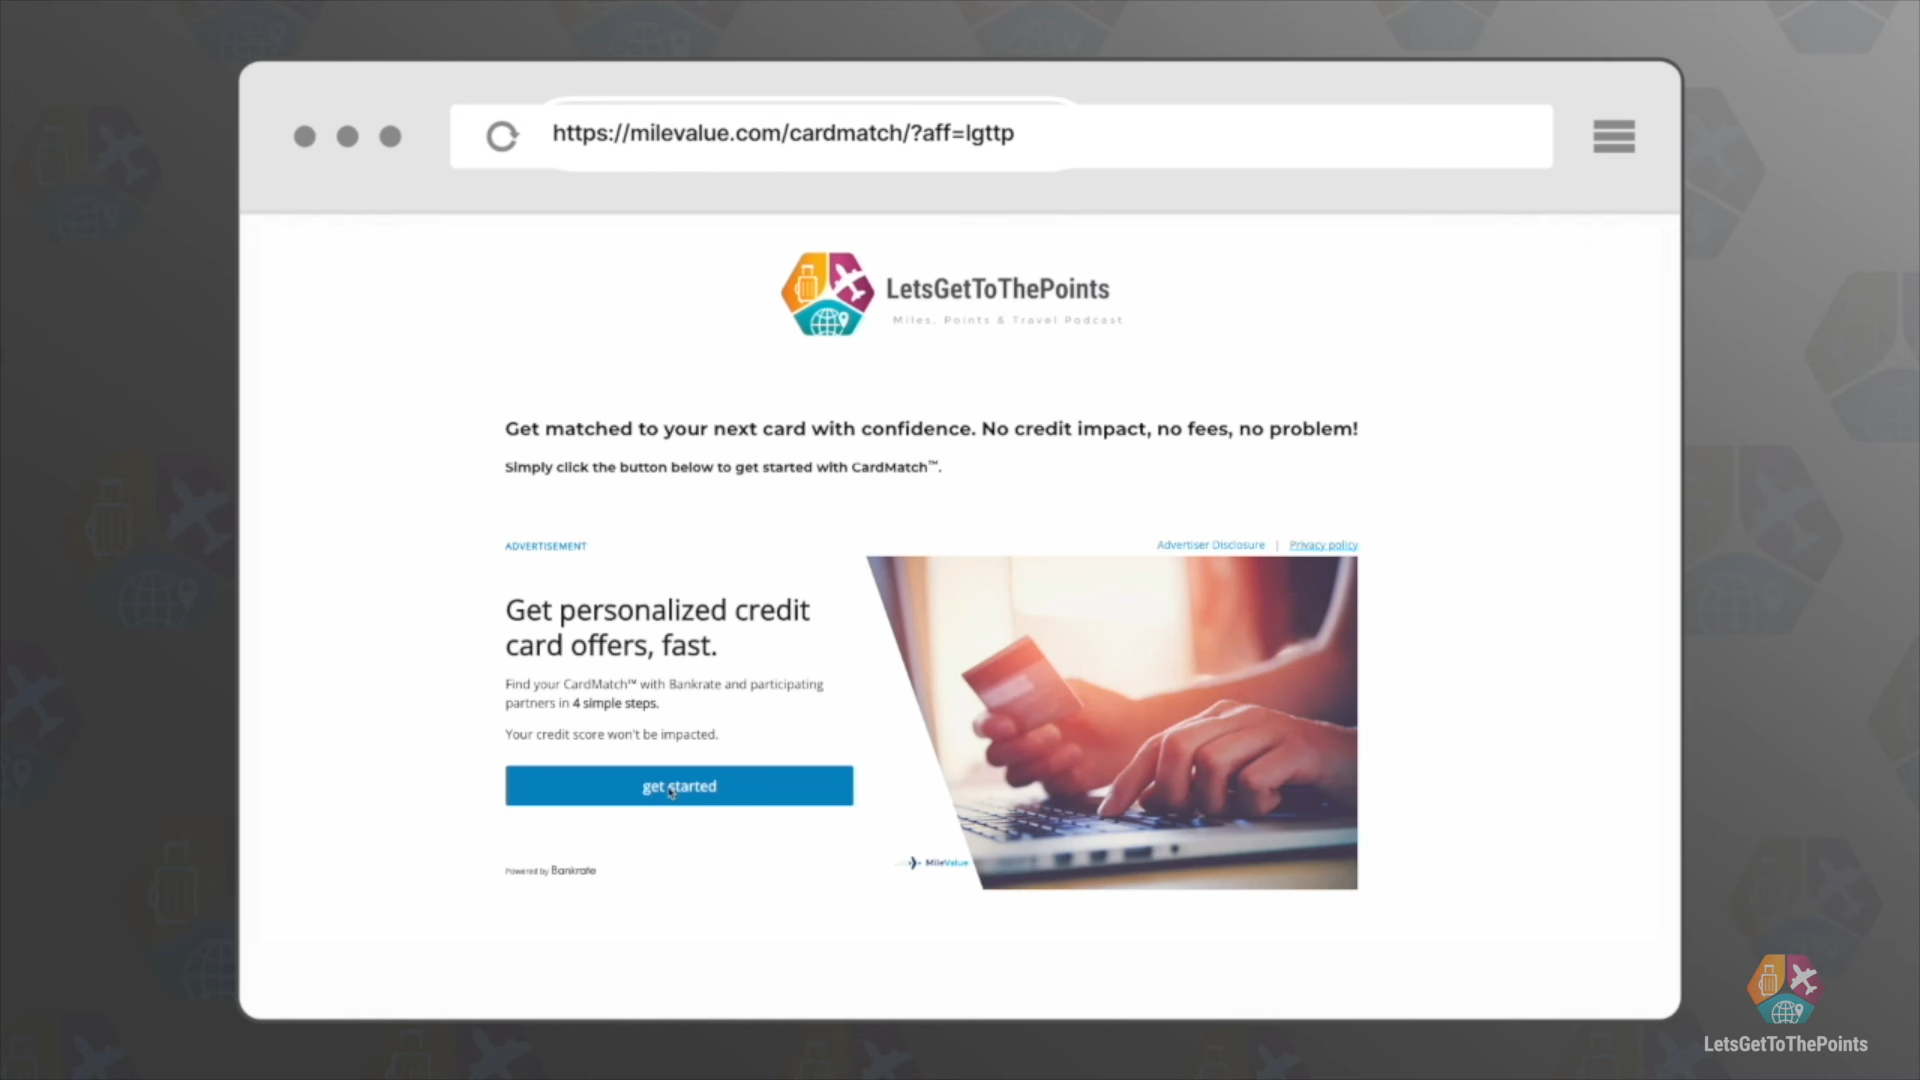 https://milevalue.com/cardmatch/?aff=lgttp
LetsGetToThePoints
Miles, Points & Travel Podcast
Get matched to your next card with confidence. No credit impact, no fees, no problem!
Simply click the button below to get started with CardMatch™.
ADVERTISEMENT
Advertiser Disclosure | Privacy policy
Get personalized credit
card offers, fast.
Find your CardMatch™ with Bankrate and participating
partners in 4 simple steps.
Your credit score won't be impacted.
get started
Powered by Bankrate
MileValue
LetsGetToThePoints